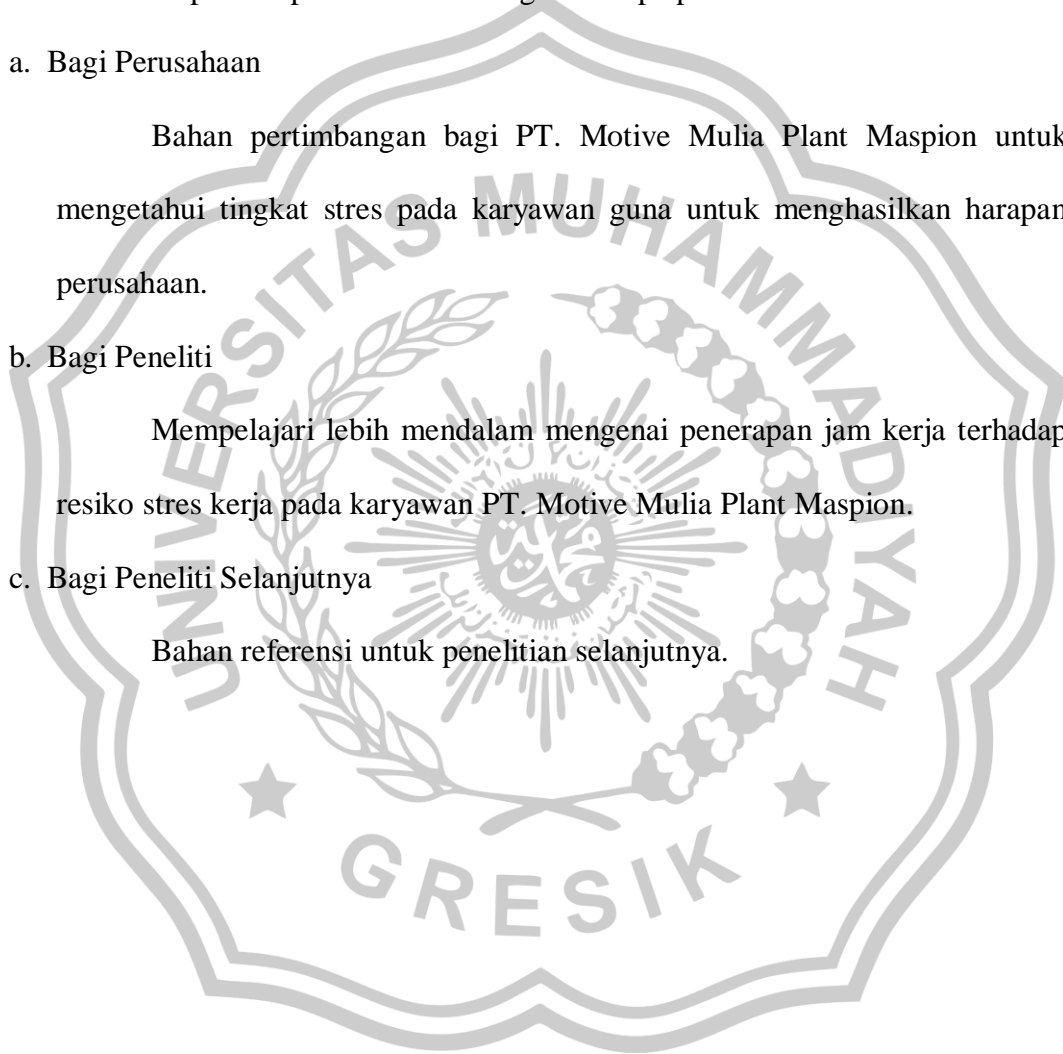 a. Bagi Perusahaan
Bahan pertimbangan bagi PT. Motive Mulia Plant Maspion untuk
mengetahui tingkat stres pada karyawan guna untuk menghasilkan harapan
perusahaan.
b. Bagi Peneliti
Mempelajari lebih mendalam mengenai penerapan jam kerja terhadap
resiko stres kerja pada karyawan PT. Motive Mulia Plant Maspion.
c. Bagi Peneliti Selanjutnya
Bahan referensi untuk penelitian selanjutnya.
UNIVERSITAS MUHAMMADIYAH
GRESIK